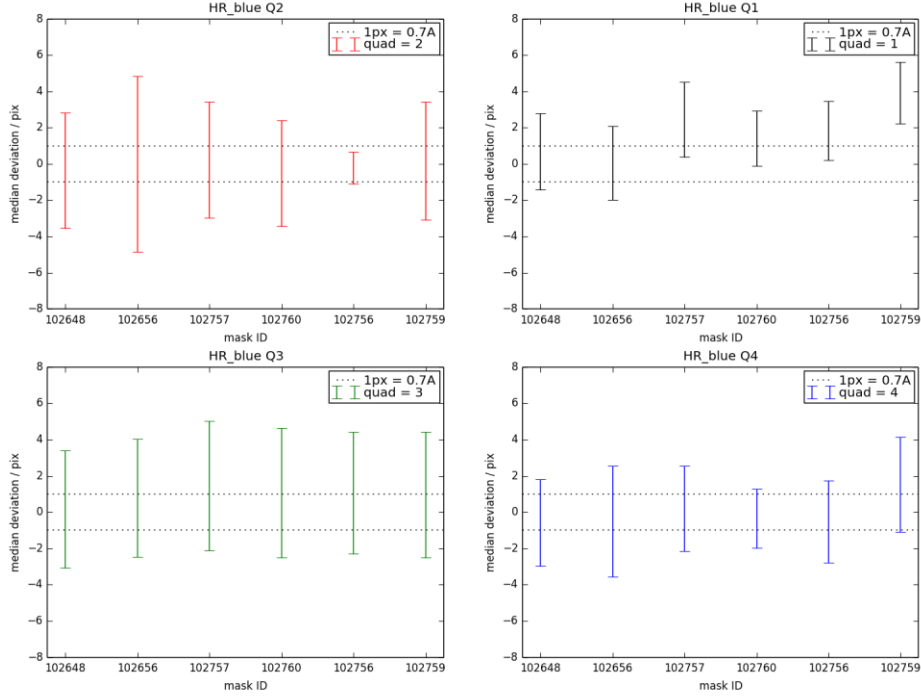 HR_blue Q2
8
6
4
2
0
−2
−4
−6
−8
median deviation / pix
1px = 0.7A
quad = 2
102648 102656 102757 102760 102756 102759
mask ID
HR_blue Q1
8
6
4
2
0
−2
−4
−6
−8
median deviation / pix
1px = 0.7A
quad = 1
102648 102656 102757 102760 102756 102759
mask ID
HR_blue Q3
8
6
4
2
0
−2
−4
−6
−8
median deviation / pix
1px = 0.7A
quad = 3
102648 102656 102757 102760 102756 102759
mask ID
HR_blue Q4
8
6
4
2
0
−2
−4
−6
−8
median deviation / pix
1px = 0.7A
quad = 4
102648 102656 102757 102760 102756 102759
mask ID